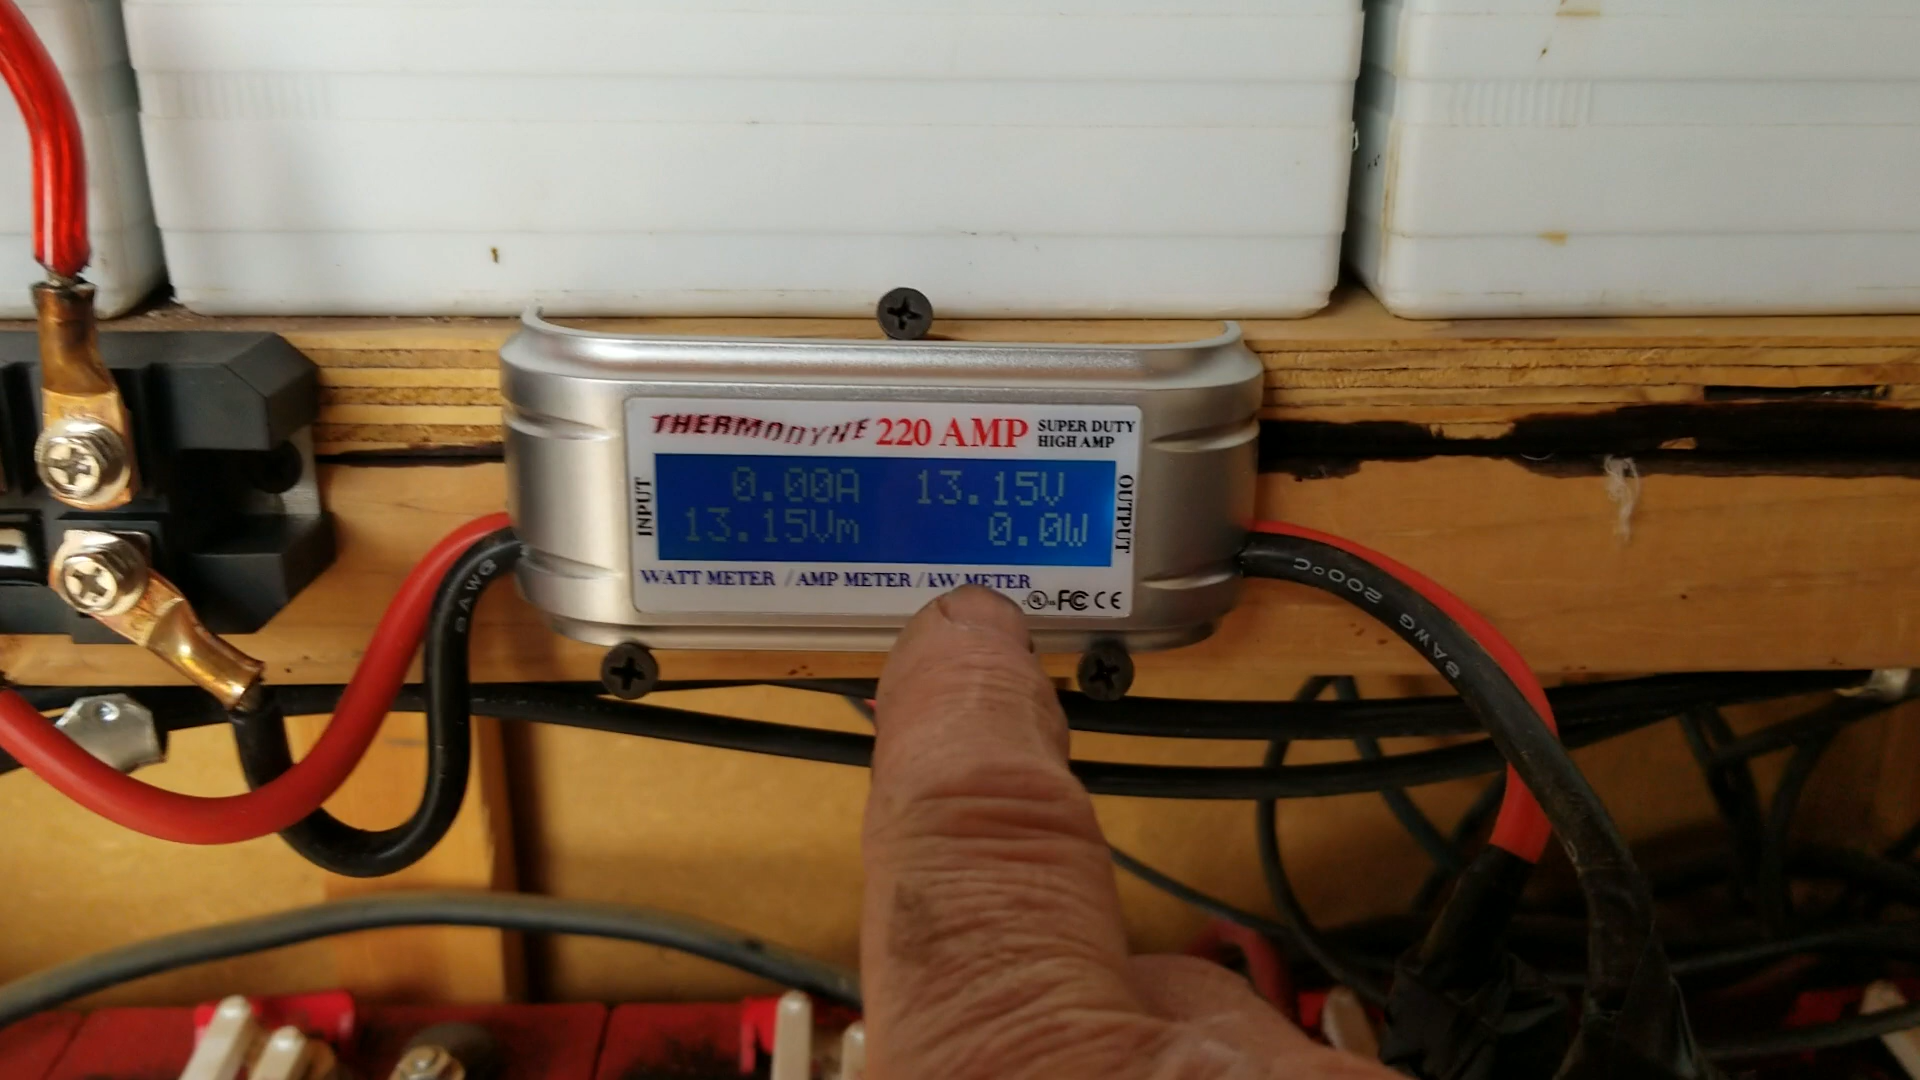 THERMODYNE 220 AMP SUPER DUTY
HIGH AMP
INPUT
0.00A 13.15V
13.15Vm 0.0W
OUTPUT
WATT METER / AMP METER / kW METER
UL FC CE
8AWG
8AWG 200°C